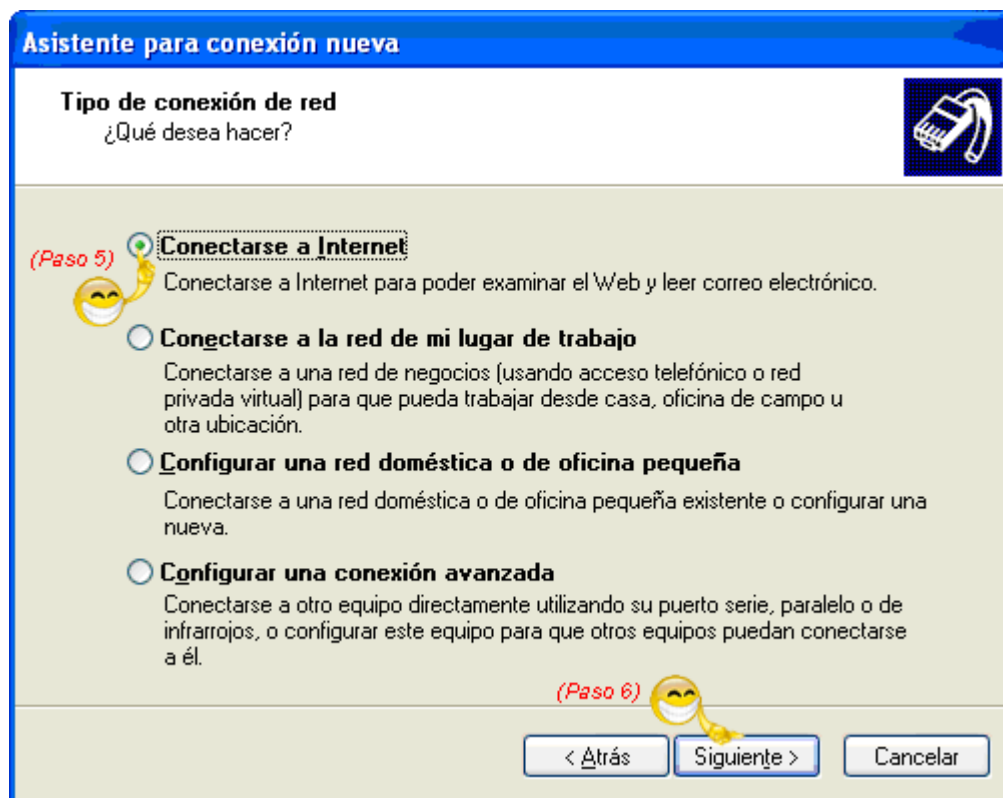 Asistente para conexión nueva
Tipo de conexión de red
¿Qué desea hacer?
(Paso 5)
Conectarse a Internet
Conectarse a Internet para poder examinar el Web y leer correo electrónico.
Conectarse a la red de mi lugar de trabajo
Conectarse a una red de negocios (usando acceso telefónico o red
privada virtual) para que pueda trabajar desde casa, oficina de campo u
otra ubicación.
Configurar una red doméstica o de oficina pequeña
Conectarse a una red doméstica o de oficina pequeña existente o configurar una
nueva.
Configurar una conexión avanzada
Conectarse a otro equipo directamente utilizando su puerto serie, paralelo o de
infrarrojos, o configurar este equipo para que otros equipos puedan conectarse
a él.
(Paso 6)
< Atrás
Siguiente >
Cancelar